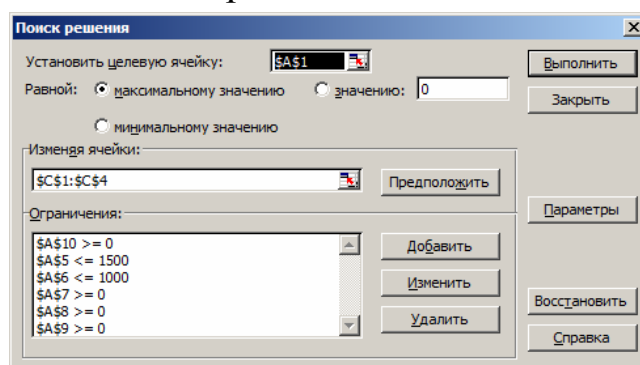 Поиск решения
Установить целевую ячейку: $A$1
Выполнить
Равной: максимальному значению значению: 0
Закрыть
минимальному значению
Изменяя ячейки:
$C$1:$C$4
Предположить
Ограничения:
Параметры
$A$10 >= 0
$A$5 <= 1500
$A$6 <= 1000
$A$7 >= 0
$A$8 >= 0
$A$9 >= 0
Добавить
Изменить
Удалить
Восстановить
Справка